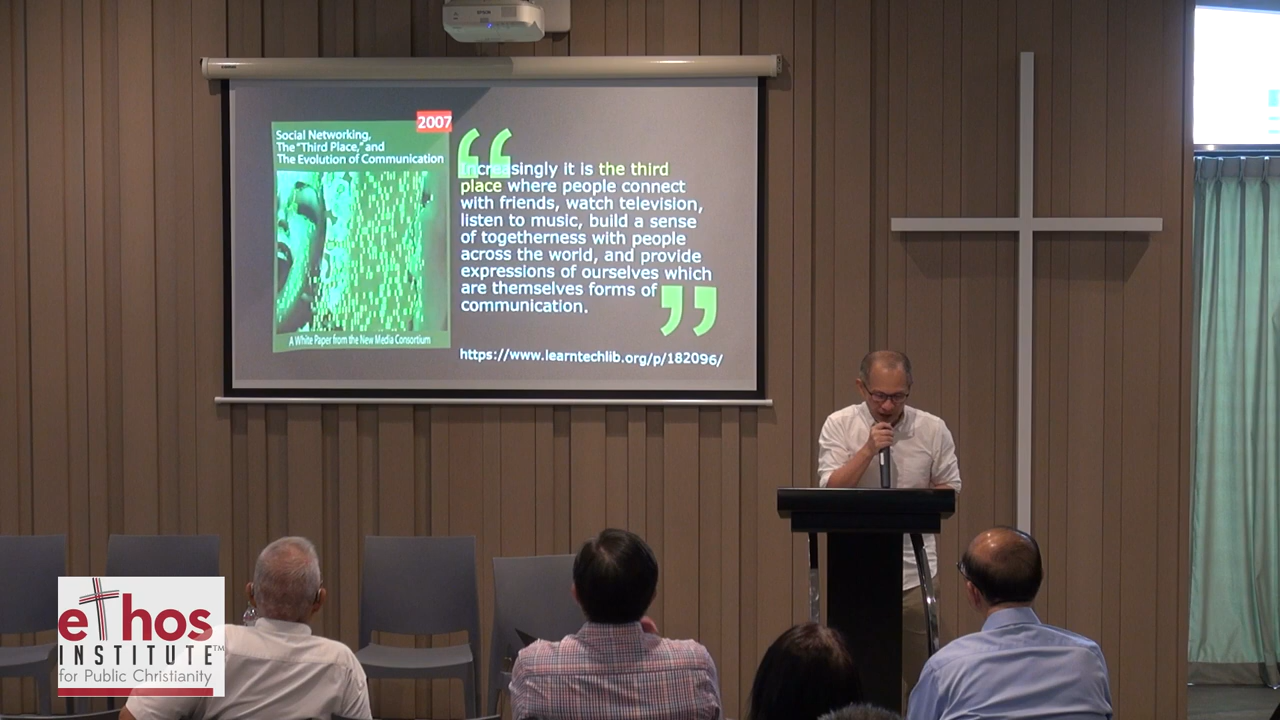 EPSON
2007
Social Networking,
The "Third Place," and
The Evolution of Communication
A White Paper from the New Media Consortium
Increasingly it is the third
place where people connect
with friends, watch television,
listen to music, build a sense
of togetherness with people
across the world, and provide
expressions of ourselves which
are themselves forms of
communication.
https://www.learntechlib.org/p/182096/
ethos
INSTITUTE™
for Public Christianity